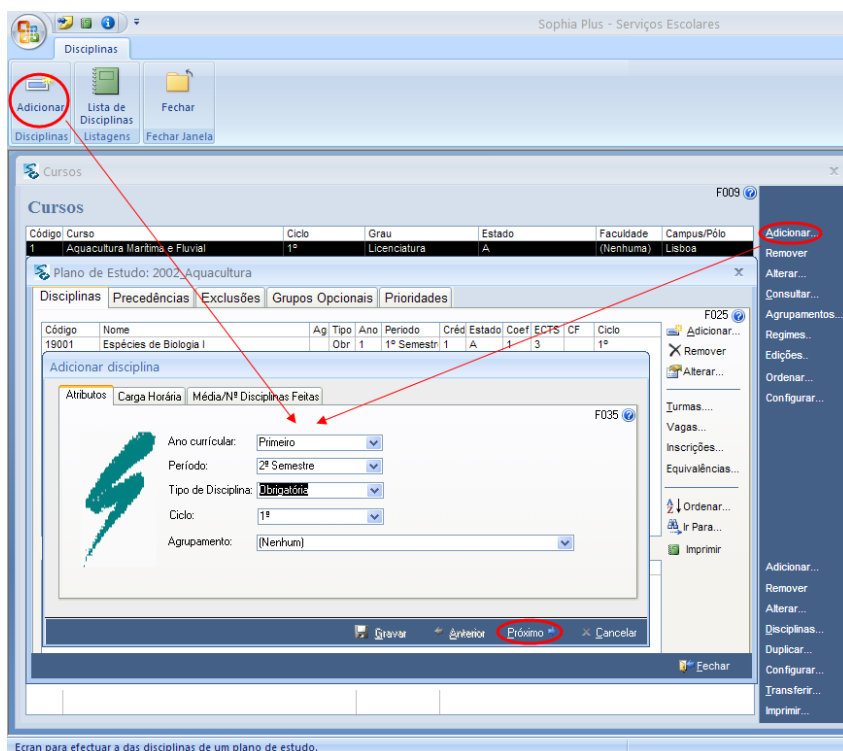 Sophia Plus - Serviços Escolares
Disciplinas
Adicionar
Lista de Disciplinas
Fechar
Disciplinas
Listagens
Fechar Janela
Cursos
F009
Cursos
Código Curso Ciclo Grau Estado Faculdade Campus/Pólo
1 Aquacultura Marítima e Fluvial 1º Licenciatura A (Nenhuma) Lisboa
Adicionar...
Remover
Alterar...
Consultar...
Agrupamentos...
Regimes..
Edições..
Ordenar...
Configurar...
Plano de Estudo: 2002_Aquacultura
Disciplinas Precedências Exclusões Grupos Opcionais Prioridades
F025
Código Nome Ag Tipo Ano Periodo Créd Estado Coef ECTS CF Ciclo
19001 Espécies de Biologia I Obr 1 1º Semestr 1 A 1 3 1º
Adicionar...
Remover
Alterar...
Turmas....
Vagas...
Inscrições...
Equivalências...
Ordenar...
Ir Para...
Imprimir
Adicionar disciplina
Atributos Carga Horária Média/Nº Disciplinas Feitas
F035
Ano currícular: Primeiro
Período: 2º Semestre
Tipo de Disciplina: Obrigatória
Ciclo: 1º
Agrupamento: (Nenhum)
Gravar Anterior Próximo Cancelar
Fechar
Adicionar...
Remover
Alterar...
Disciplinas...
Duplicar...
Configurar...
Transferir...
Imprimir...
Ecran para efectuar a das disciplinas de um plano de estudo.